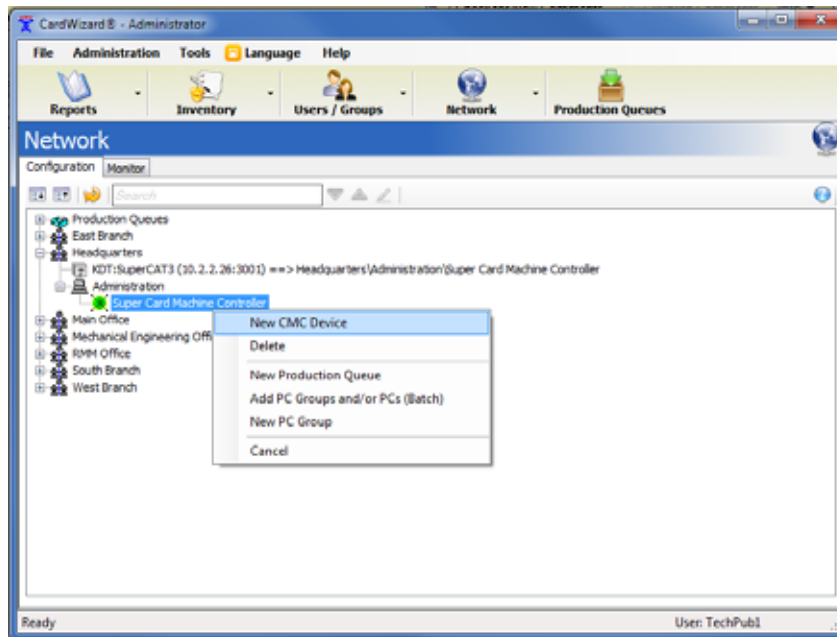 CardWizard® - Administrator
File Administration Tools Language Help
Reports Inventory Users / Groups Network Production Queues
Network
Configuration Monitor
Search
Production Queues
East Branch
Headquarters
KDT:SuperCAT3 (10.2.2.26:3001) ==> Headquarters\Administration\Super Card Machine Controller
Administration
Super Card Machine Controller
Main Office
Mechanical Engineering Offi
RMM Office
South Branch
West Branch
New CMC Device
Delete
New Production Queue
Add PC Groups and/or PCs (Batch)
New PC Group
Cancel
Ready User: TechPub1